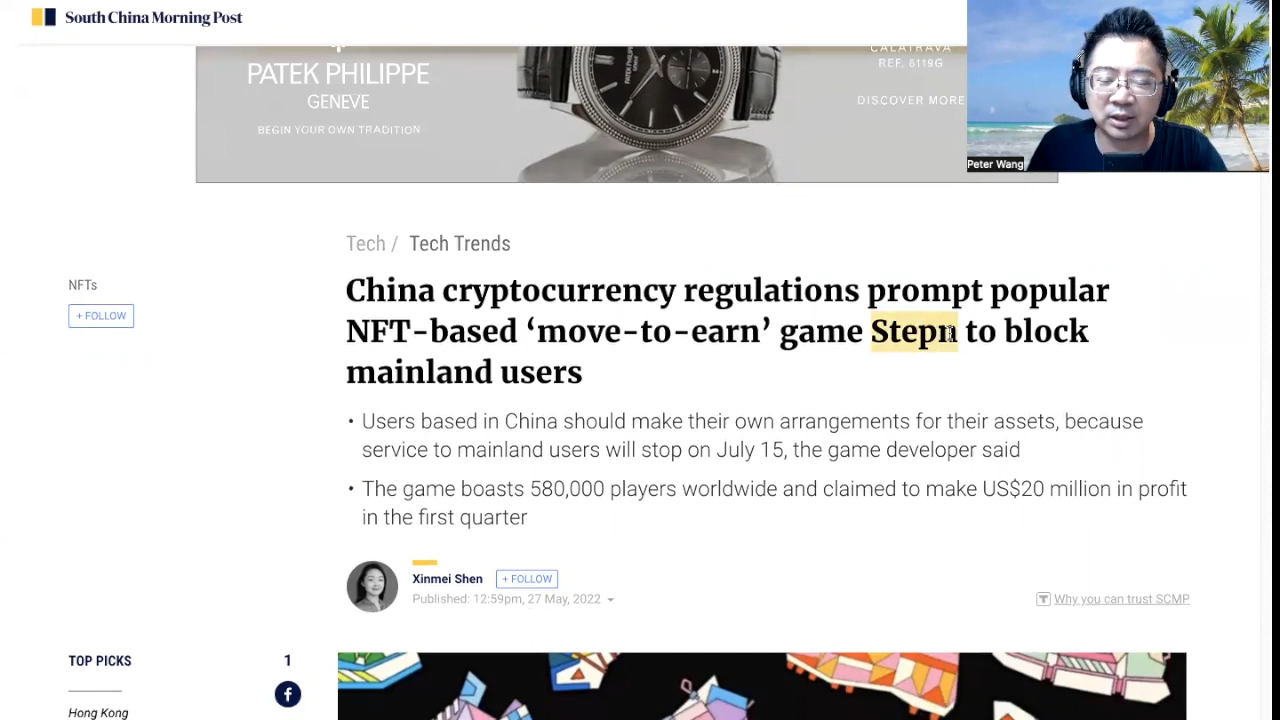 South China Morning Post
PATEK PHILIPPE
GENEVE
BEGIN YOUR OWN TRADITION
CALATRAVA
REF. 6119G
DISCOVER MORE
PATEK PHILIPPE
GENEVE
Peter Wang
Tech / Tech Trends
NFTs
+ FOLLOW
China cryptocurrency regulations prompt popular
NFT-based ‘move-to-earn’ game Stepn to block
mainland users
• Users based in China should make their own arrangements for their assets, because
service to mainland users will stop on July 15, the game developer said
• The game boasts 580,000 players worldwide and claimed to make US$20 million in profit
in the first quarter
Xinmei Shen
+ FOLLOW
Published: 12:59pm, 27 May, 2022
Why you can trust SCMP
TOP PICKS
1
Hong Kong